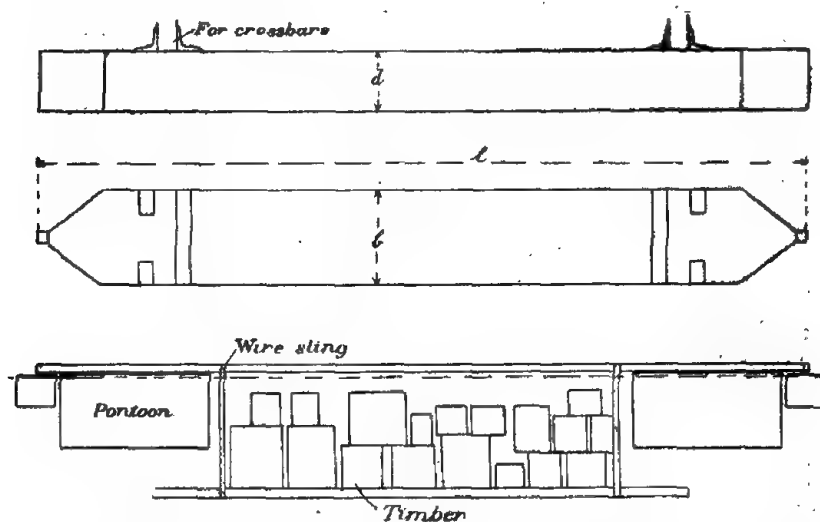 For crossbars
d
l
b
Wire sling
Pontoon
Timber